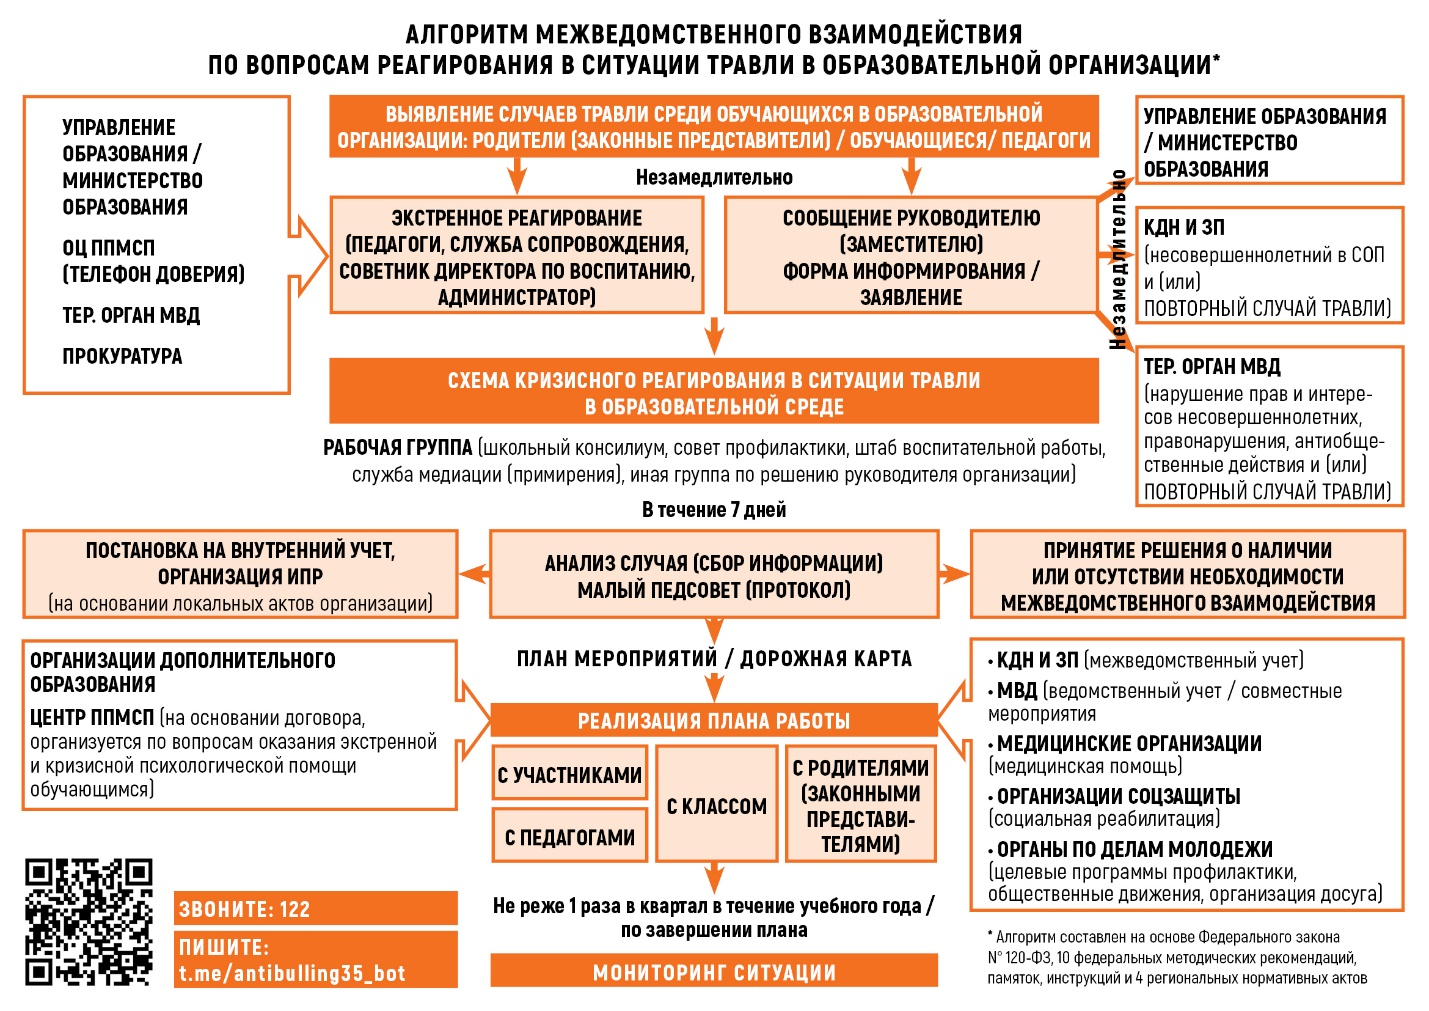 АЛГОРИТМ МЕЖВЕДОМСТВЕННОГО ВЗАИМОДЕЙСТВИЯ
ПО ВОПРОСАМ РЕАГИРОВАНИЯ В СИТУАЦИИ ТРАВЛИ В ОБРАЗОВАТЕЛЬНОЙ ОРГАНИЗАЦИИ*
УПРАВЛЕНИЕ
ОБРАЗОВАНИЯ /
МИНИСТЕРСТВО
ОБРАЗОВАНИЯ
ОЦ ППМСП
(ТЕЛЕФОН ДОВЕРИЯ)
ТЕР. ОРГАН МВД
ПРОКУРАТУРА
ВЫЯВЛЕНИЕ СЛУЧАЕВ ТРАВЛИ СРЕДИ ОБУЧАЮЩИХСЯ В ОБРАЗОВАТЕЛЬНОЙ
ОРГАНИЗАЦИИ: РОДИТЕЛИ (ЗАКОННЫЕ ПРЕДСТАВИТЕЛИ) / ОБУЧАЮЩИЕСЯ/ ПЕДАГОГИ
Незамедлительно
ЭКСТРЕННОЕ РЕАГИРОВАНИЕ
(ПЕДАГОГИ, СЛУЖБА СОПРОВОЖДЕНИЯ,
СОВЕТНИК ДИРЕКТОРА ПО ВОСПИТАНИЮ,
АДМИНИСТРАТОР)
СООБЩЕНИЕ РУКОВОДИТЕЛЮ
(ЗАМЕСТИТЕЛЮ)
ФОРМА ИНФОРМИРОВАНИЯ /
ЗАЯВЛЕНИЕ
Незамедлительно
УПРАВЛЕНИЕ ОБРАЗОВАНИЯ
/ МИНИСТЕРСТВО
ОБРАЗОВАНИЯ
КДН И ЗП
(несовершеннолетний в СОП
и (или)
ПОВТОРНЫЙ СЛУЧАЙ ТРАВЛИ)
ТЕР. ОРГАН МВД
(нарушение прав и интере-
сов несовершеннолетних,
правонарушения, антиобще-
ственные действия и (или)
ПОВТОРНЫЙ СЛУЧАЙ ТРАВЛИ)
СХЕМА КРИЗИСНОГО РЕАГИРОВАНИЯ В СИТУАЦИИ ТРАВЛИ
В ОБРАЗОВАТЕЛЬНОЙ СРЕДЕ
РАБОЧАЯ ГРУППА (школьный консилиум, совет профилактики, штаб воспитательной работы,
служба медиации (примирения), иная группа по решению руководителя организации)
В течение 7 дней
ПОСТАНОВКА НА ВНУТРЕННИЙ УЧЕТ,
ОРГАНИЗАЦИЯ ИПР
(на основании локальных актов организации)
АНАЛИЗ СЛУЧАЯ (СБОР ИНФОРМАЦИИ)
МАЛЫЙ ПЕДСОВЕТ (ПРОТОКОЛ)
ПРИНЯТИЕ РЕШЕНИЯ О НАЛИЧИИ
ИЛИ ОТСУТСТВИИ НЕОБХОДИМОСТИ
МЕЖВЕДОМСТВЕННОГО ВЗАИМОДЕЙСТВИЯ
ОРГАНИЗАЦИИ ДОПОЛНИТЕЛЬНОГО
ОБРАЗОВАНИЯ
ЦЕНТР ППМСП (на основании договора,
организуется по вопросам оказания экстренной
и кризисной психологической помощи
обучающимся)
ПЛАН МЕРОПРИЯТИЙ / ДОРОЖНАЯ КАРТА
РЕАЛИЗАЦИЯ ПЛАНА РАБОТЫ
С УЧАСТНИКАМИ
С ПЕДАГОГАМИ
С КЛАССОМ
С РОДИТЕЛЯМИ
(ЗАКОННЫМИ
ПРЕДСТАВИ-
ТЕЛЯМИ)
• КДН И ЗП (межведомственный учет)
• МВД (ведомственный учет / совместные
мероприятия
• МЕДИЦИНСКИЕ ОРГАНИЗАЦИИ
(медицинская помощь)
• ОРГАНИЗАЦИИ СОЦЗАЩИТЫ
(социальная реабилитация)
• ОРГАНЫ ПО ДЕЛАМ МОЛОДЕЖИ
(целевые программы профилактики,
общественные движения, организация досуга)
ЗВОНИТЕ: 122
ПИШИТЕ:
t.me/antibulling35_bot
Не реже 1 раза в квартал в течение учебного года /
по завершении плана
МОНИТОРИНГ СИТУАЦИИ
* Алгоритм составлен на основе Федерального закона
N° 120-ФЗ, 10 федеральных методических рекомендаций,
памяток, инструкций и 4 региональных нормативных актов